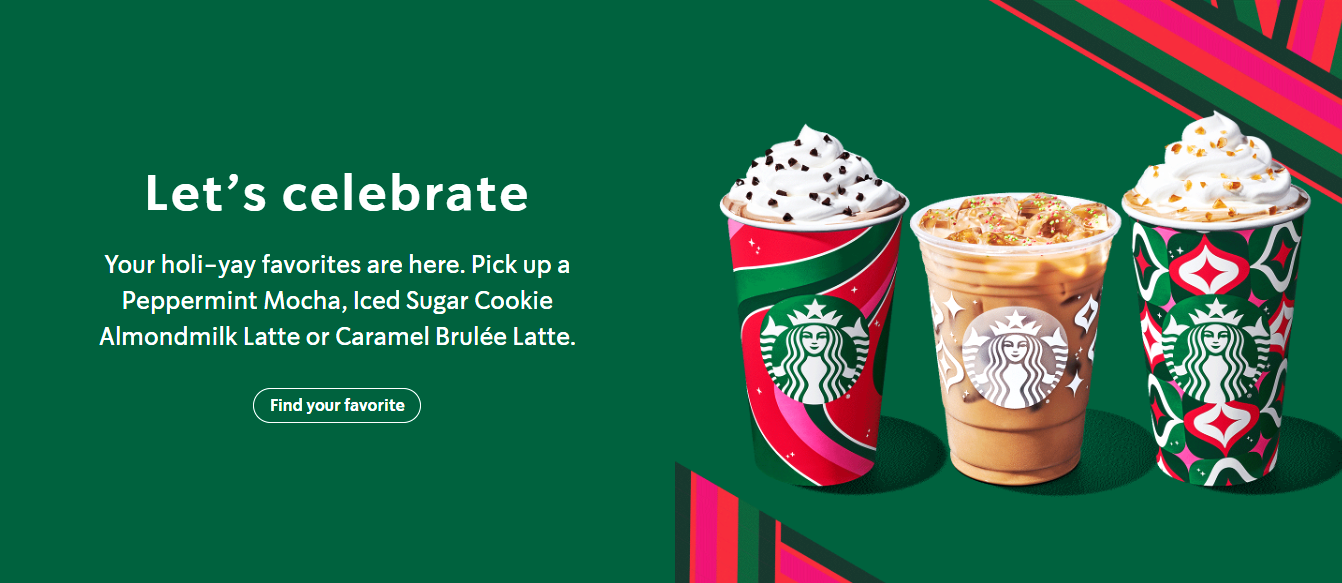 Let’s celebrate
Your holi-yay favorites are here. Pick up a
Peppermint Mocha, Iced Sugar Cookie
Almondmilk Latte or Caramel Brulée Latte.
Find your favorite